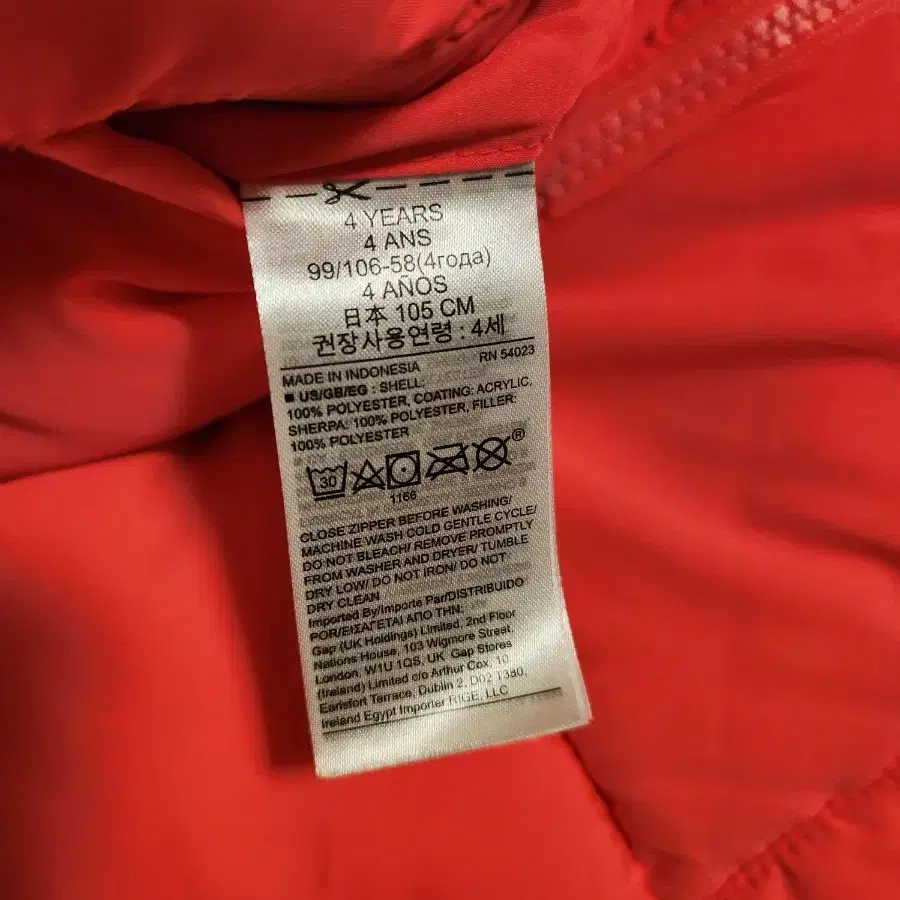 4 YEARS
4 ANS
99/106-58(4года)
4 AÑOS
日本 105 CM
권장사용연령 : 4세
RN 54023
MADE IN INDONESIA
■ US/GB/EG : SHELL:
100% POLYESTER, COATING: ACRYLIC,
SHERPA: 100% POLYESTER, FILLER:
100% POLYESTER
30
®
1166
CLOSE ZIPPER BEFORE WASHING/
MACHINE WASH COLD GENTLE CYCLE/
DO NOT BLEACH/ REMOVE PROMPTLY
FROM WASHER AND DRYER/ TUMBLE
DRY LOW/ DO NOT IRON/ DO NOT
DRY CLEAN
Imported By/Importe Par/DISTRIBUIDO
POR/ΕΙΣΑΓΕΤΑΙ ΑΠΟ ΤΗΝ:
Gap (UK Holdings) Limited, 2nd Floor
Nations House, 103 Wigmore Street
London, W1U 1QS, UK, Gap Stores
(Ireland) Limited c/o Arthur Cox, 10
Earlsfort Terrace, Dublin 2, D02 T380,
Ireland Egypt Importer RIGE, LLC